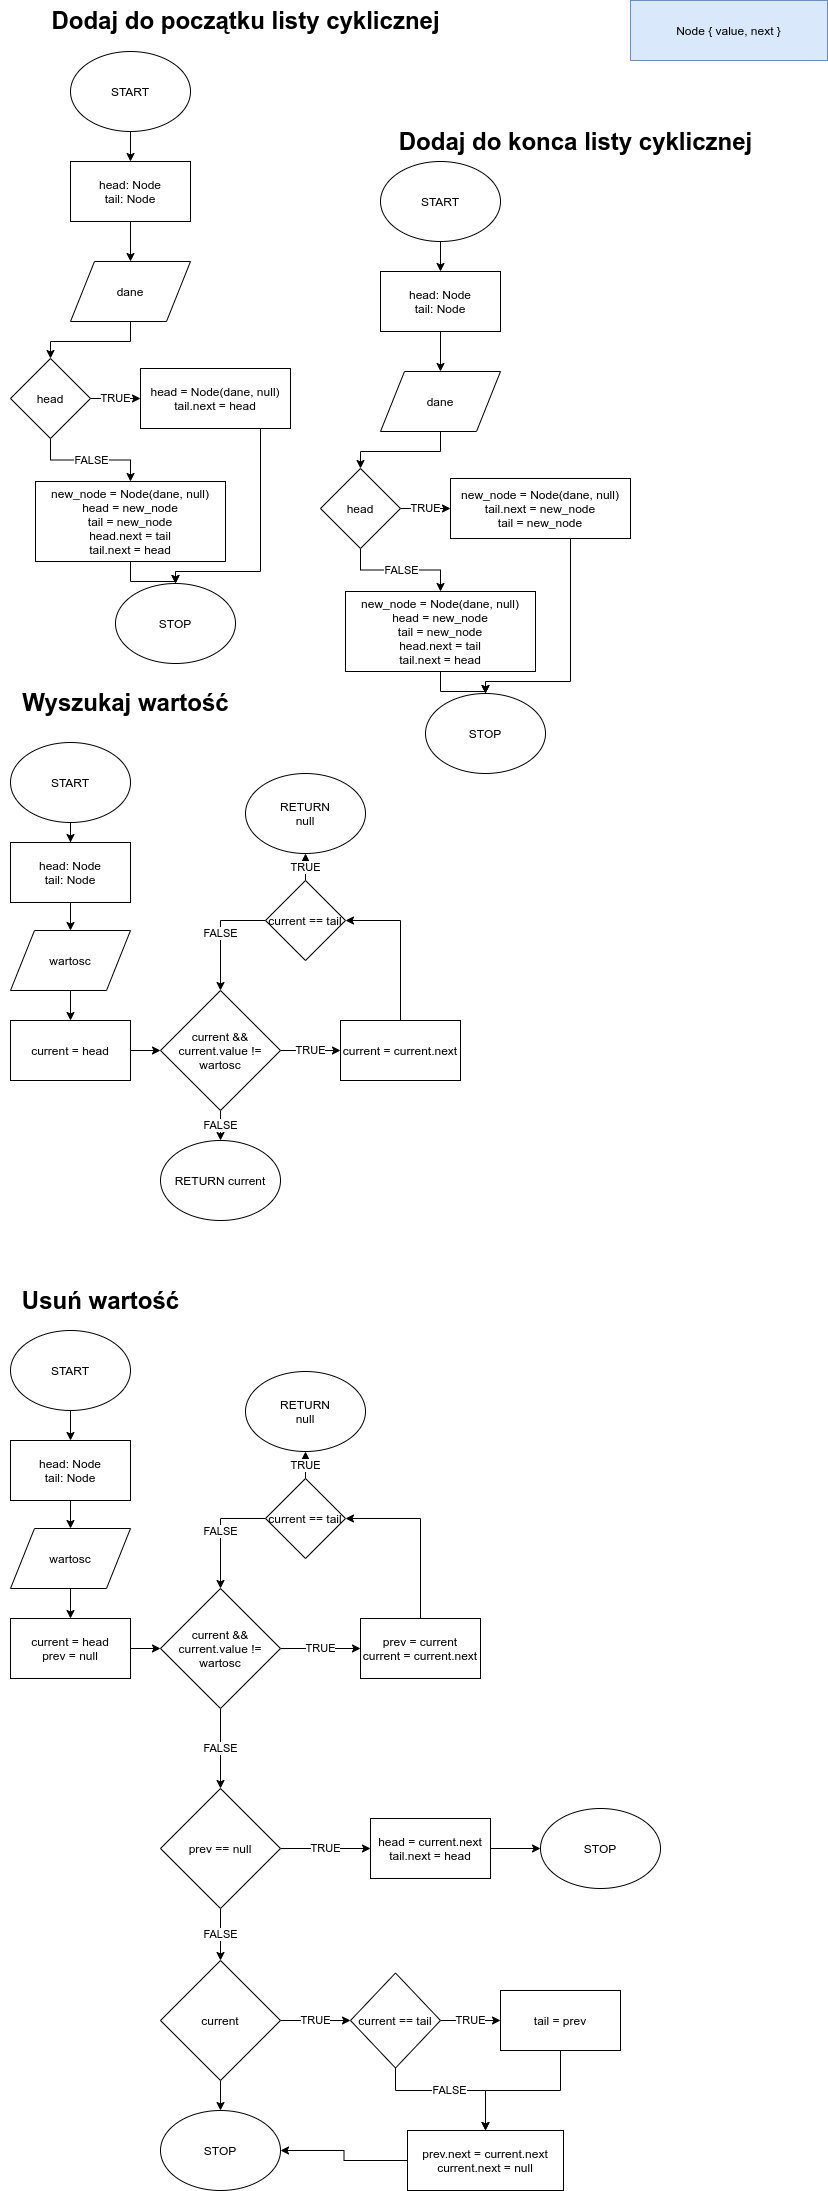 Dodaj do początku listy cyklicznej
Node { value, next }
START
head: Node
tail: Node
dane
head
TRUE
head = Node(dane, null)
tail.next = head
FALSE
new_node = Node(dane, null)
head = new_node
tail = new_node
head.next = tail
tail.next = head
STOP
Dodaj do konca listy cyklicznej
START
head: Node
tail: Node
dane
head
TRUE
new_node = Node(dane, null)
tail.next = new_node
tail = new_node
FALSE
new_node = Node(dane, null)
head = new_node
tail = new_node
head.next = tail
tail.next = head
STOP
Wyszukaj wartość
START
head: Node
tail: Node
wartosc
current = head
current &&
current.value !=
wartosc
TRUE
current = current.next
current == tail
TRUE
RETURN
null
FALSE
FALSE
RETURN current
Usuń wartość
START
head: Node
tail: Node
wartosc
current = head
prev = null
current &&
current.value !=
wartosc
TRUE
prev = current
current = current.next
current == tail
TRUE
RETURN
null
FALSE
FALSE
prev == null
TRUE
head = current.next
tail.next = head
STOP
FALSE
current
TRUE
current == tail
TRUE
tail = prev
FALSE
prev.next = current.next
current.next = null
STOP